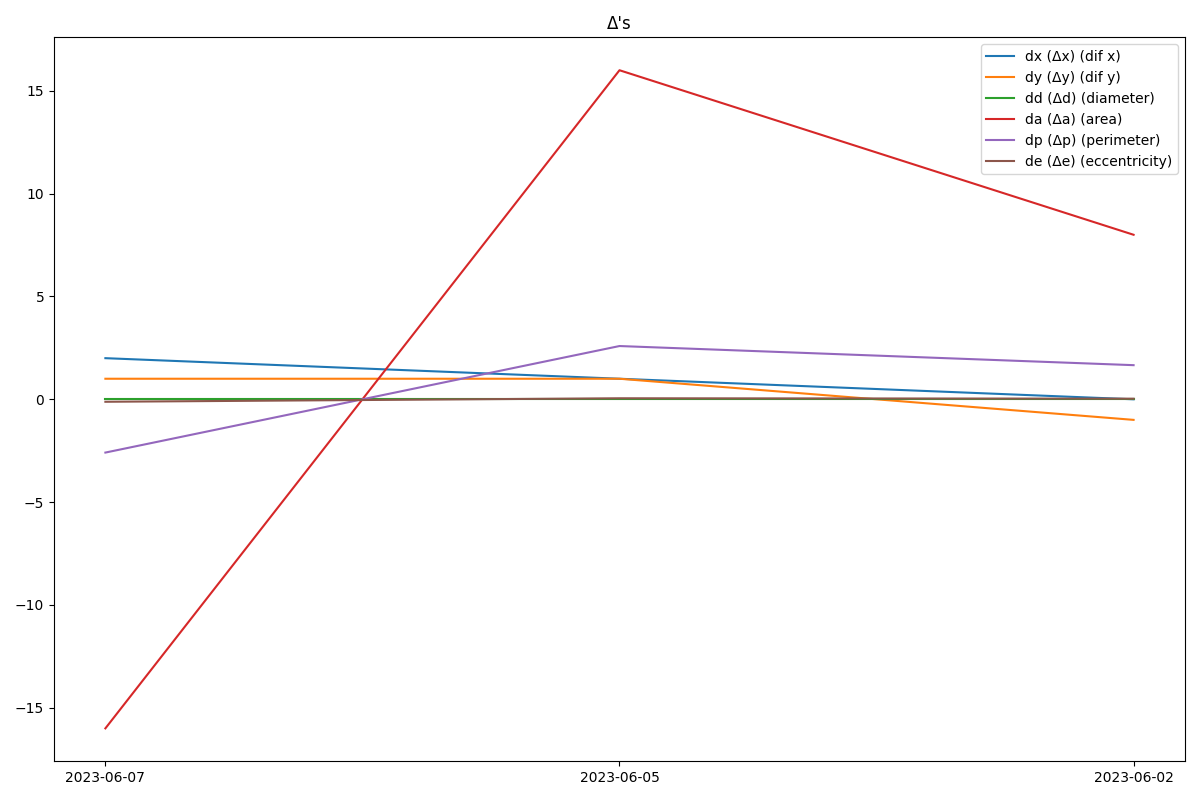 Δ's
dx (Δx) (dif x)
dy (Δy) (dif y)
dd (Δd) (diameter)
da (Δa) (area)
dp (Δp) (perimeter)
de (Δe) (eccentricity)
15
10
5
0
−5
−10
−15
2023-06-07
2023-06-05
2023-06-02